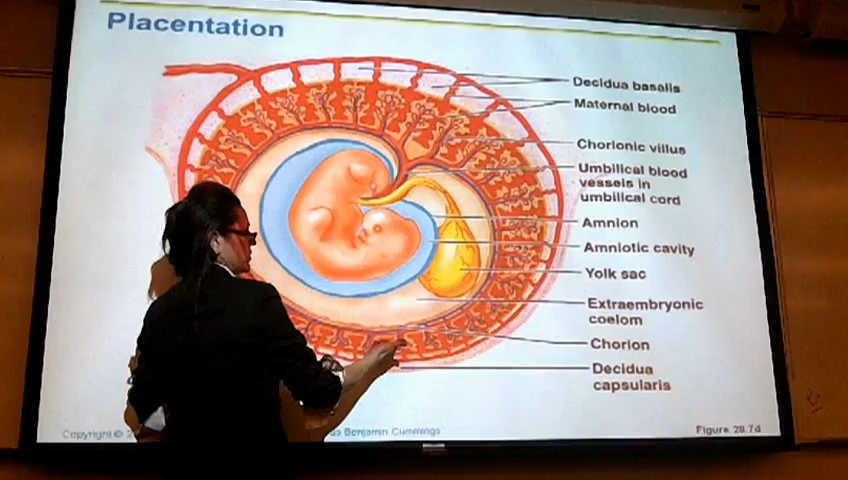 Placentation
Decidua basalis
Maternal blood
Chorionic villus
Umbilical blood
vessels in
umbilical cord
Amnion
Amniotic cavity
Yolk sac
Extraembryonic
coelom
Chorion
Decidua
capsularis
Copyright ©
Benjamin Cummings
Figure 28.7d